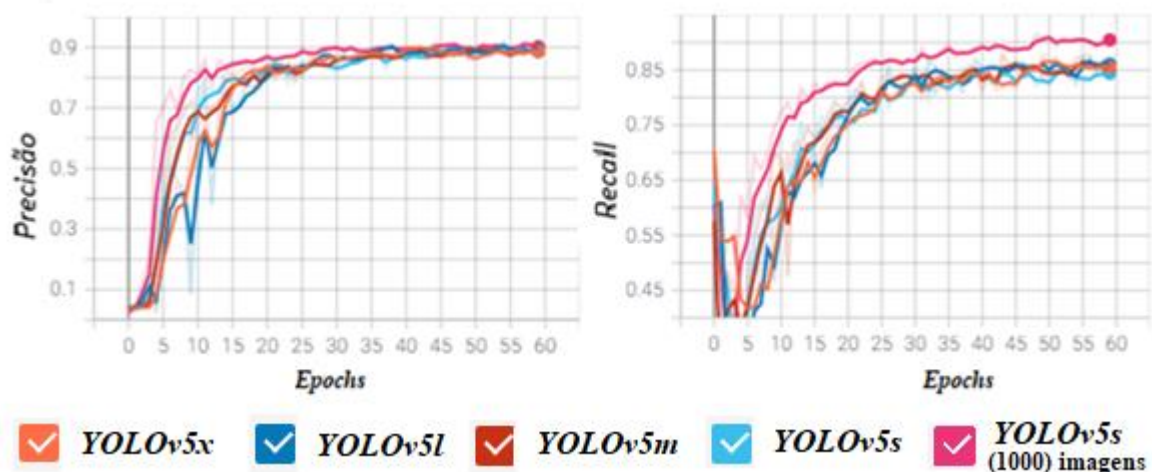 Precisão
0.9
0.7
0.5
0.3
0.1
0 5 10 15 20 25 30 35 40 45 50 55 60
Epochs
Recall
0.85
0.75
0.65
0.55
0.45
0 5 10 15 20 25 30 35 40 45 50 55 60
Epochs
YOLOv5x YOLOv5l YOLOv5m YOLOv5s YOLOv5s
(1000) imagens